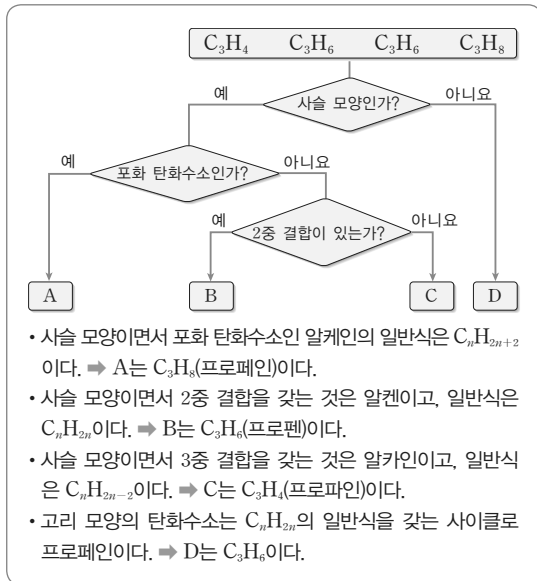 C₃H₄ C₃H₆ C₃H₆ C₃H₈
예
사슬 모양인가?
아니요
예
포화 탄화수소인가?
아니요
예
2중 결합이 있는가?
아니요
A B C D
• 사슬 모양이면서 포화 탄화수소인 알케인의 일반식은 CₙH₂ₙ₊₂
이다. ➡ A는 C₃H₈(프로페인)이다.
• 사슬 모양이면서 2중 결합을 갖는 것은 알켄이고, 일반식은
CₙH₂ₙ이다. ➡ B는 C₃H₆(프로펜)이다.
• 사슬 모양이면서 3중 결합을 갖는 것은 알카인이고, 일반식
은 CₙH₂ₙ₋₂이다. ➡ C는 C₃H₄(프로파인)이다.
• 고리 모양의 탄화수소는 CₙH₂ₙ의 일반식을 갖는 사이클로
프로페인이다. ➡ D는 C₃H₆이다.